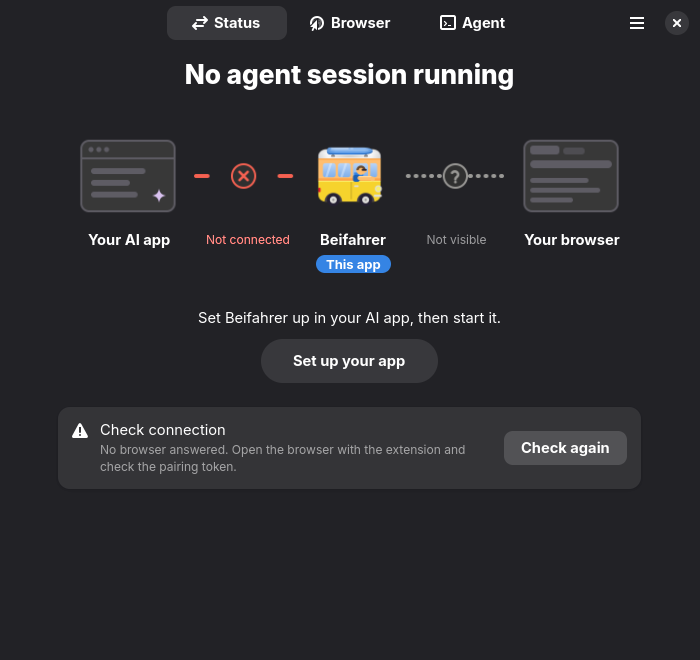 Status
Browser
Agent
No agent session running
Your AI app
Not connected
Beifahrer
This app
Not visible
Your browser
Set Beifahrer up in your AI app, then start it.
Set up your app
Check connection
No browser answered. Open the browser with the extension and
check the pairing token.
Check again